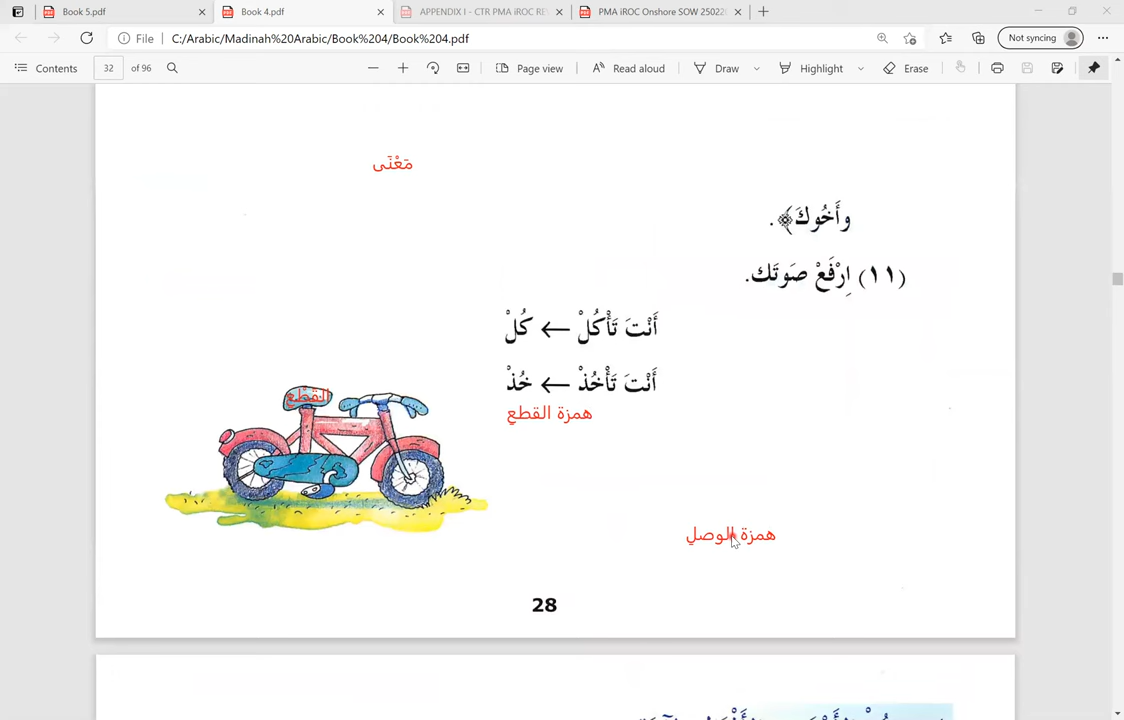 Book 5.pdf
Book 4.pdf
APPENDIX I - CTR PMA iROC RE
PMA iROC Onshore SOW 25022
File
C:/Arabic/Madinah%20Arabic/Book%204/Book%204.pdf
Not syncing
Contents
32 of 96
Page view
Read aloud
Draw
Highlight
Erase
مَعْنًى
وأَخُوكَ﴾.
(١١) اِرْفَعْ صَوتَك.
أَنْتَ تَأْكُلْ ← كُلْ
أَنْتَ تَأْخُذْ ← خُذْ
القَطْع
همزة القطع
همزة الوصل
28